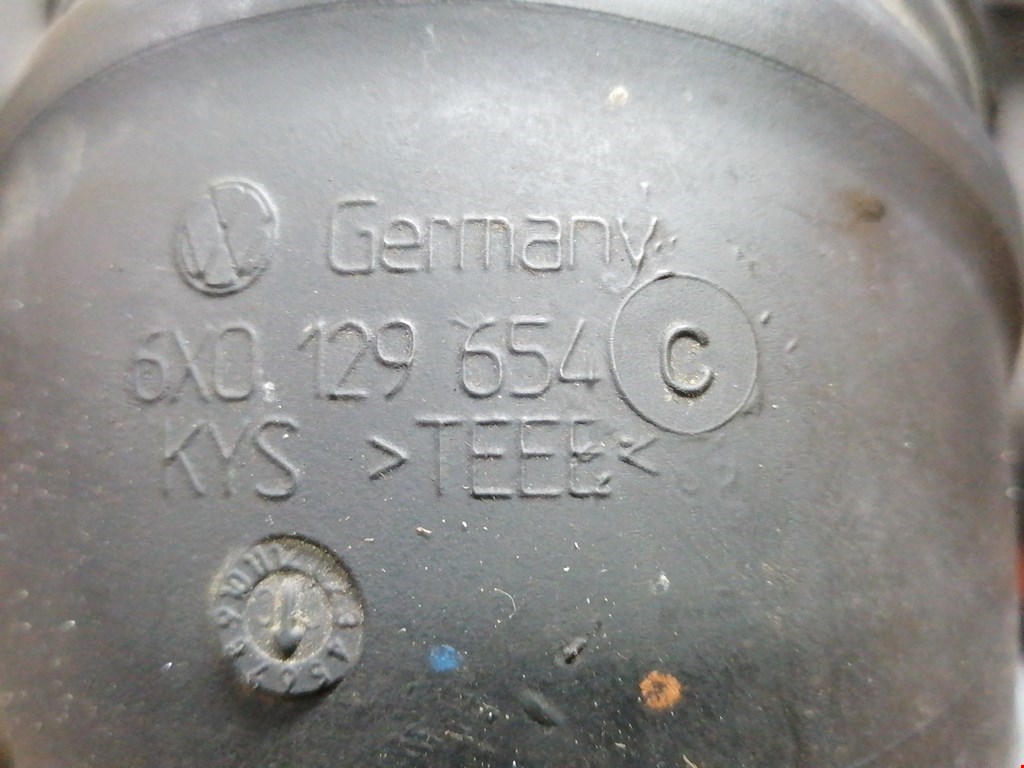 Germany
6X0 129 654 C
KYS >TEEE<